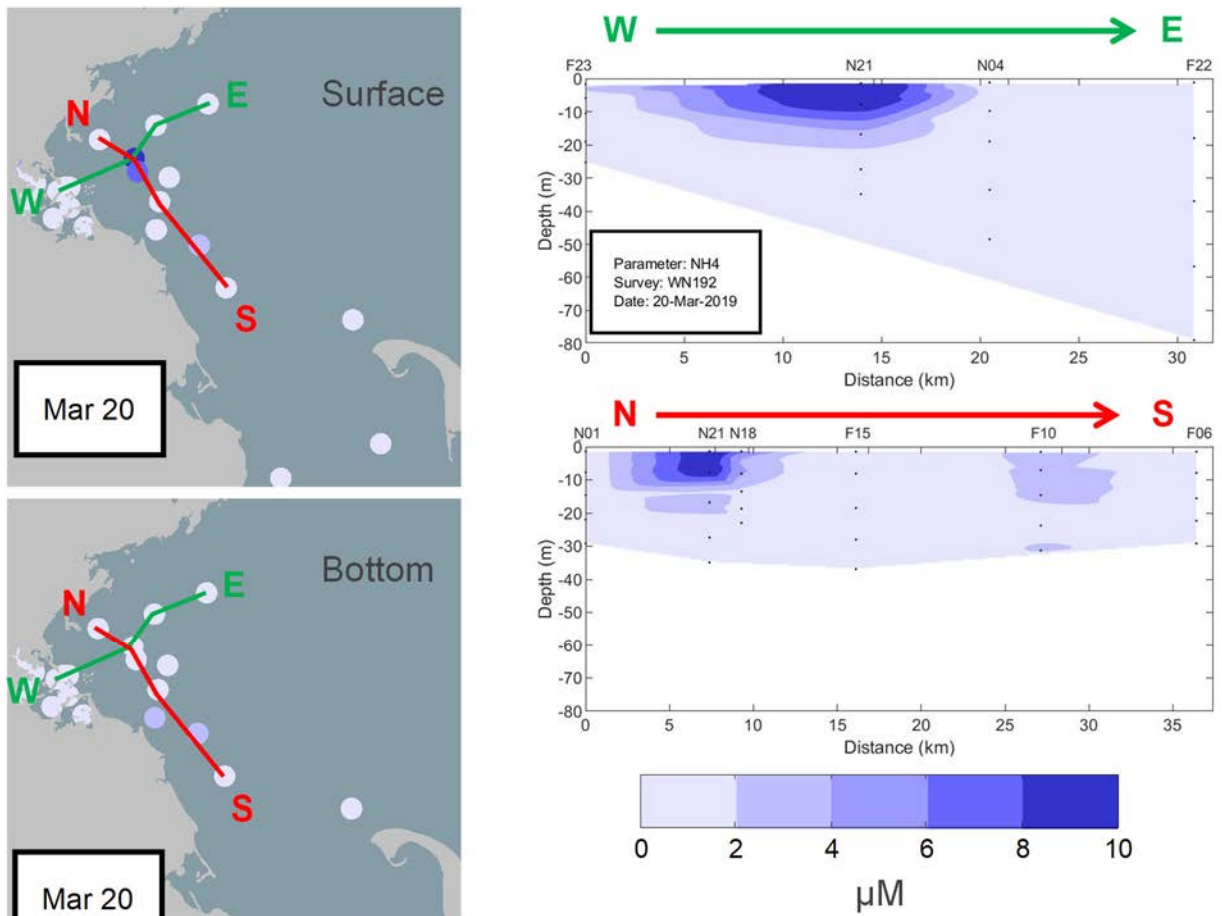 Surface
N
E
W
S
Mar 20
Bottom
N
E
W
S
Mar 20
W E
F23 N21 N04 F22
0
-10
-20
-30
-40
-50
-60
-70
-80
Depth (m)
Parameter: NH4
Survey: WN192
Date: 20-Mar-2019
0 5 10 15 20 25 30
Distance (km)
N S
N01 N21 N18 F15 F10 F06
0
-10
-20
-30
-40
-50
-60
-70
-80
Depth (m)
0 5 10 15 20 25 30 35
Distance (km)
0 2 4 6 8 10
µM